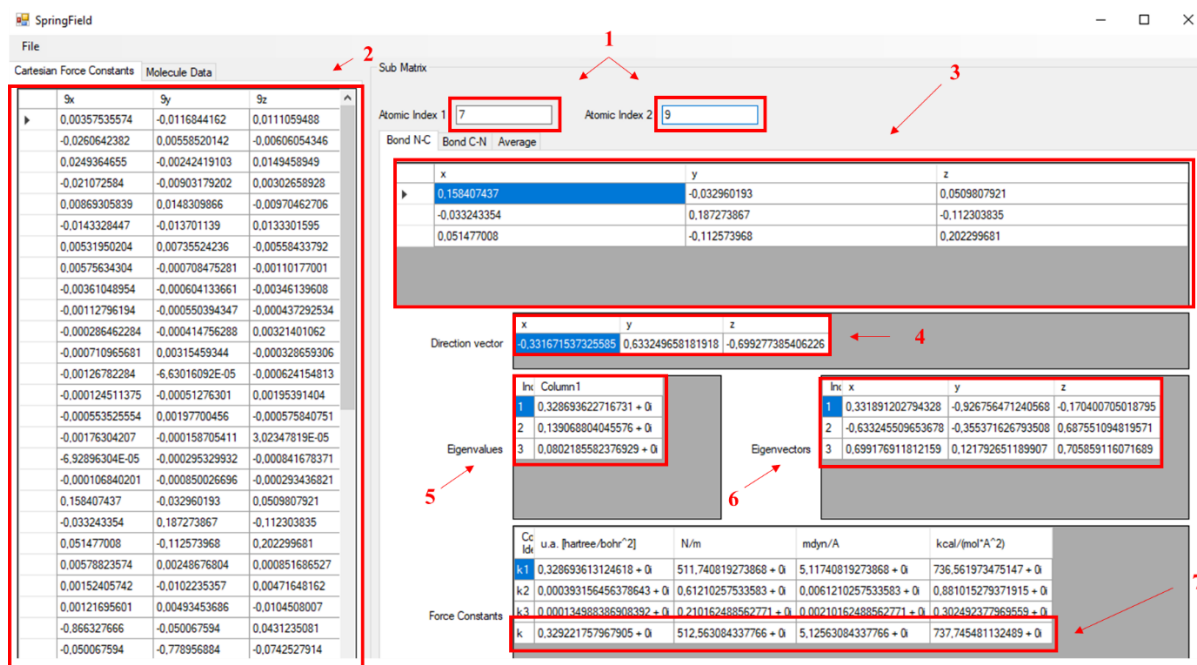 SpringField
File
1
2
Cartesian Force Constants Molecule Data
Sub Matrix
3
Atomic Index 1 7 Atomic Index 2 9
Bond N-C Bond C-N Average
9x 9y 9z
0,00357535574 -0,0116844162 0,0111059488
-0,0260642382 0,00558520142 -0,00606054346
0,0249364655 -0,00242419103 0,0149458949
-0,021072584 -0,00903179202 0,00302658928
0,00869305839 0,0148309866 -0,00970462706
-0,0143328447 -0,013701139 0,0133301595
0,00531950204 0,00735524236 -0,00558433792
0,00575634304 -0,000708475281 -0,00110177001
-0,00361048954 -0,000604133661 -0,00346139608
-0,00112796194 -0,000550394347 -0,000437292534
-0,000286462284 -0,000414756288 0,00321401062
-0,000710965681 0,00315459344 -0,000328659306
-0,00126782284 -6,63016092E-05 -0,000624154813
-0,000124511375 -0,00051276301 0,00195391404
-0,000553525554 0,00197700456 -0,000575840751
-0,00176304207 -0,000158705411 3,02347819E-05
-6,92896304E-05 -0,000295329932 -0,000841678371
-0,000106840201 -0,000850026696 -0,000293436821
0,158407437 -0,032960193 0,0509807921
-0,033243354 0,187273867 -0,112303835
0,051477008 -0,112573968 0,202299681
0,00578823574 0,00248676804 0,000851686527
0,00152405742 -0,0102235357 0,00471648162
0,00121695601 0,00493453686 -0,0104508007
-0,866327666 -0,050067594 0,0431235081
-0,050067594 -0,778956884 -0,0742527914
x y z
0,158407437 -0,032960193 0,0509807921
-0,033243354 0,187273867 -0,112303835
0,051477008 -0,112573968 0,202299681
x y z
Direction vector -0,331671537325585 0,633249658181918 -0,699277385406226
4
Inc Column1
1 0,328693622716731 + 0i
2 0,139068804045576 + 0i
3 0,0802185582376929 + 0i
Eigenvalues
5
Inc x y z
1 0,331891202794328 -0,926756471240568 -0,170400705018795
2 -0,633245509653678 -0,355371626793508 0,687551094819571
3 0,699176911812159 0,121792651189907 0,705859116071689
Eigenvectors
6
Cc
Ide u.a. [hartree/bohr^2] N/m mdyn/A kcal/(mol*A^2)
k1 0,328693613124618 + 0i 511,740819273868 + 0i 5,11740819273868 + 0i 736,561973475147 + 0i
k2 0,000393156456378643 + 0i 0,61210257533583 + 0i 0,0061210257533583 + 0i 0,881015279371915 + 0i
k3 0,000134988386908392 + 0i 0,210162488562771 + 0i 0,00210162488562771 + 0i 0,302492377969559 + 0i
k 0,329221757967905 + 0i 512,563084337766 + 0i 5,12563084337766 + 0i 737,745481132489 + 0i
Force Constants
7